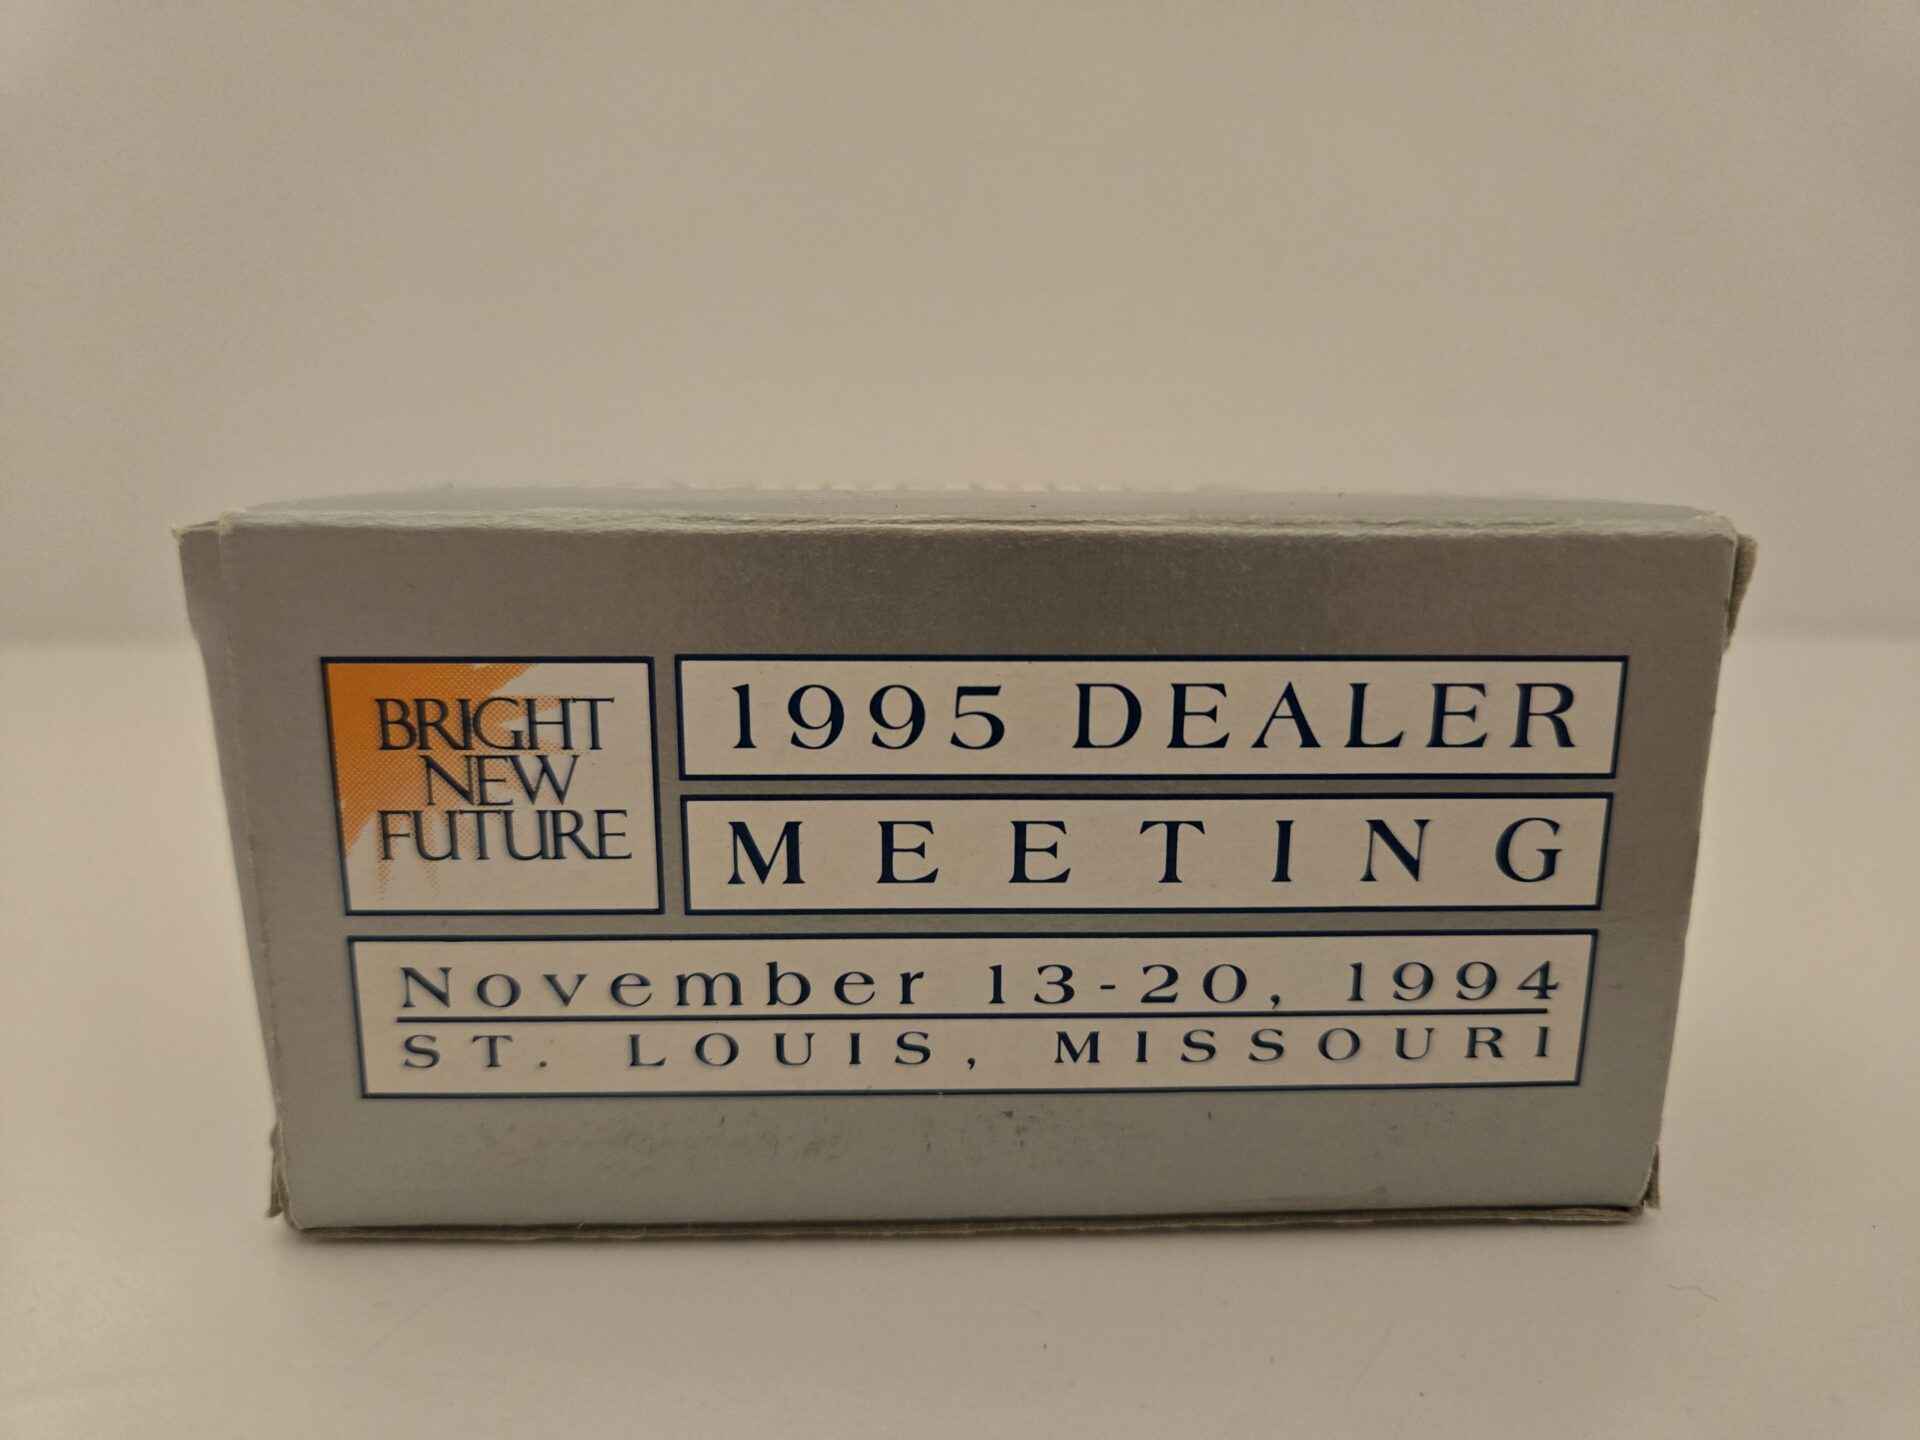 BRIGHT
NEW
FUTURE
1995 DEALER
MEETING
November 13-20, 1994
ST. LOUIS, MISSOURI